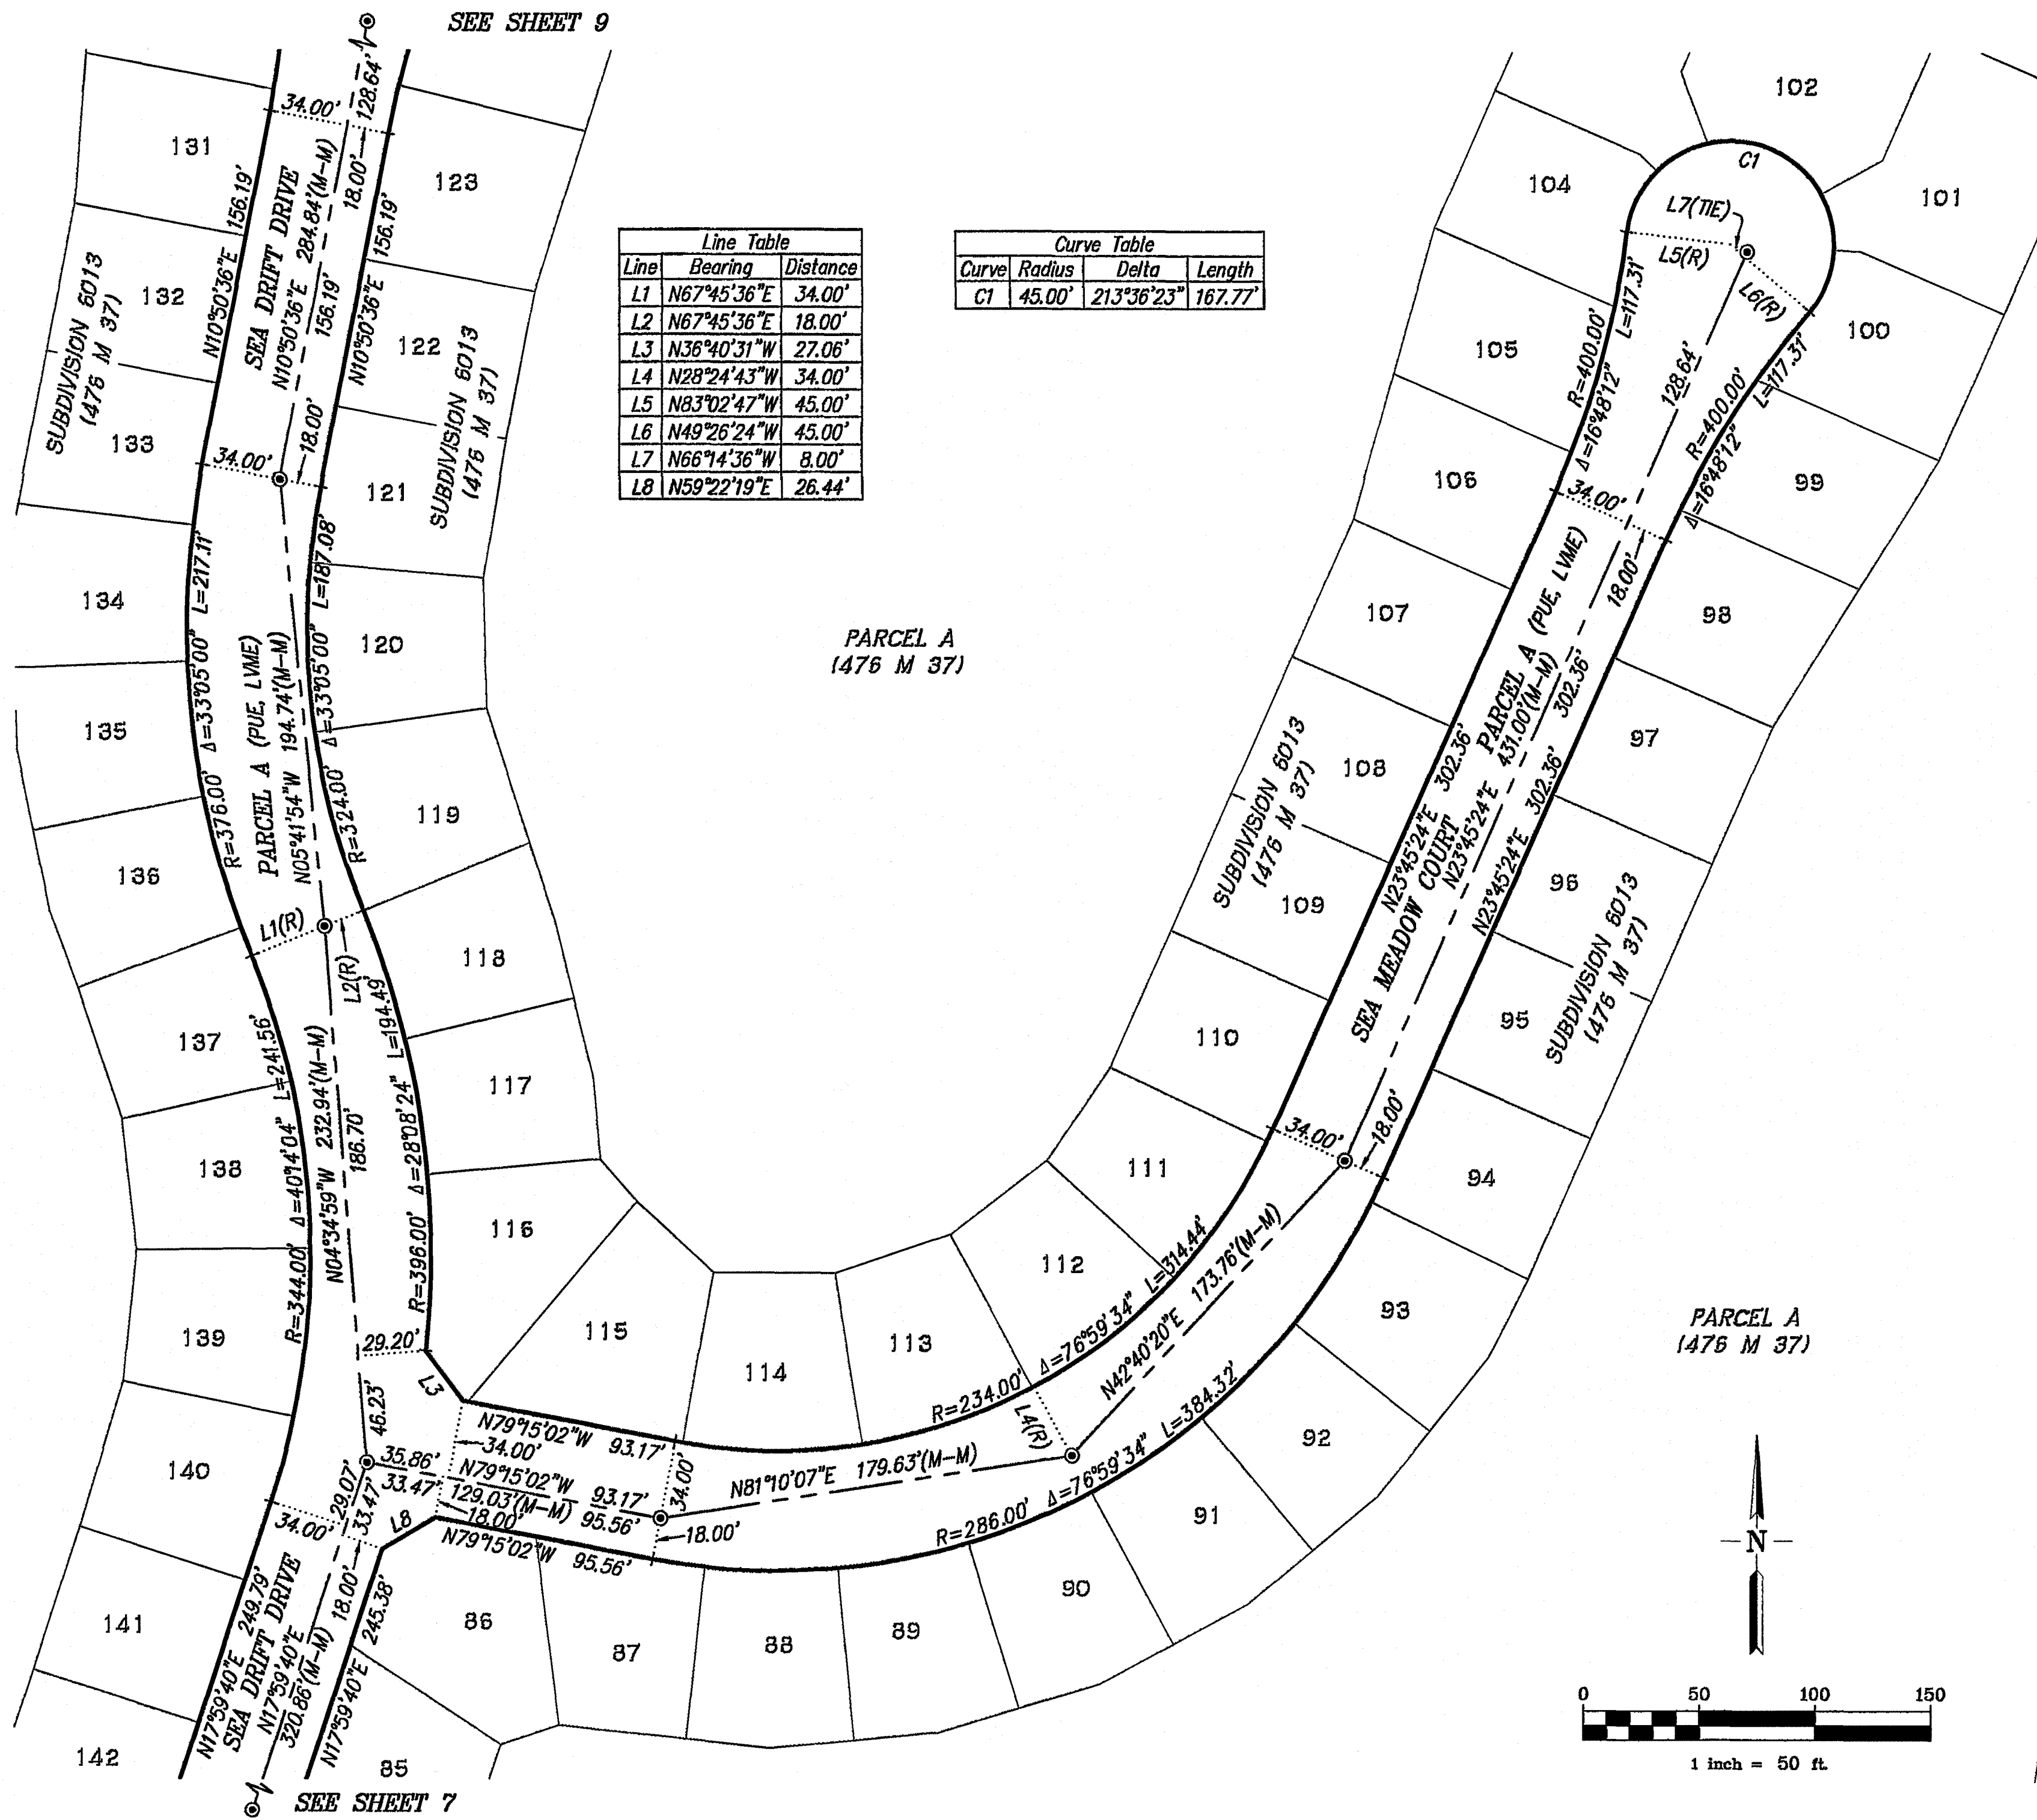 SEE SHEET 9
128.64'
34.00'
18.00'
131
123
156.19'
N10°50'36"E 156.19'
SEA DRIFT DRIVE
N10°50'36"E 284.84'(M-M)
156.19'
N10°50'36"E
132
122
SUBDIVISION 6013
(476 M 37)
SUBDIVISION 6013
(476 M 37)
133
121
34.00'
18.00'
Line Table
Line Bearing Distance
L1 N67°45'36"E 34.00'
L2 N67°45'36"E 18.00'
L3 N36°40'31"W 27.06'
L4 N28°24'43"W 34.00'
L5 N83°02'47"W 45.00'
L6 N49°26'24"W 45.00'
L7 N66°14'36"W 8.00'
L8 N59°22'19"E 26.44'
Curve Table
Curve Radius Delta Length
C1 45.00' 213°36'23" 167.77'
102
C1
104
101
L7(TIE)
L5(R)
L6(R)
100
105
R=400.00' Δ=16°48'12" L=117.31'
128.64'
R=400.00' Δ=16°48'12" L=117.31'
99
106
34.00'
18.00'
98
107
PARCEL A (PUE, LVME)
431.00'(M-M)
302.36'
97
108
N23°45'24"E 302.36'
N23°45'24"E
N23°45'24"E 302.36'
SEA MEADOW COURT
SUBDIVISION 6013
(476 M 37)
109
96
SUBDIVISION 6013
(476 M 37)
95
110
34.00'
18.00'
111
94
PARCEL A
(476 M 37)
134
120
R=376.00' Δ=33°05'00" L=217.11'
PARCEL A (PUE, LVME)
N05°41'54"W 194.74'(M-M)
R=324.00' Δ=33°05'00" L=187.08'
135
119
136
L1(R)
L2(R)
118
137
R=344.00' Δ=40°14'04" L=241.56'
N04°34'59"W 232.94'(M-M)
186.70'
R=396.00' Δ=28°08'24" L=194.49'
117
138
116
139
29.20'
L3
115
114
113
112
R=234.00' Δ=76°59'34" L=314.44'
N42°40'20"E 173.76'(M-M)
L4(R)
93
PARCEL A
(476 M 37)
46.23'
N79°15'02"W 93.17'
34.00'
35.86'
33.47'
N79°15'02"W 93.17'
129.03'(M-M) 95.56'
34.00'
18.00'
18.00'
N81°10'07"E 179.63'(M-M)
R=286.00' Δ=76°59'34" L=384.32'
92
91
140
29.07'
33.47'
34.00'
L8
N79°15'02"W 95.56'
90
141
N17°59'40"E 249.79'
SEA DRIFT DRIVE
N17°59'40"E
320.86'(M-M)
18.00'
N17°59'40"E 245.38'
86
87
88
89
N
142
85
SEE SHEET 7
0 50 100 150
1 inch = 50 ft.